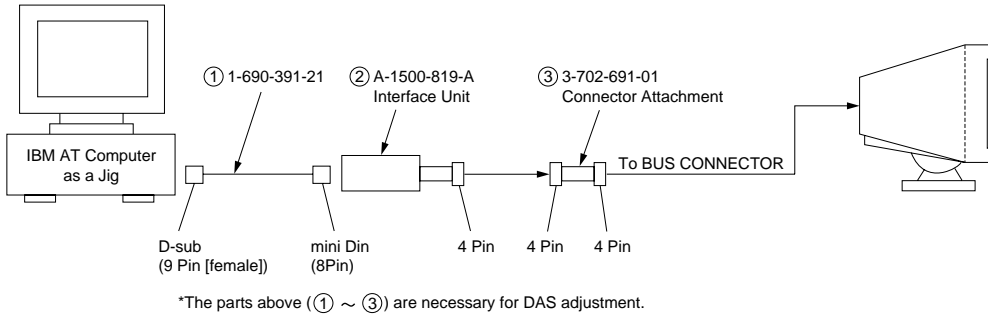 ① 1-690-391-21
② A-1500-819-A
Interface Unit
③ 3-702-691-01
Connector Attachment
IBM AT Computer
as a Jig
To BUS CONNECTOR
D-sub
(9 Pin [female])
mini Din
(8Pin)
4 Pin
4 Pin
4 Pin
*The parts above (① ～ ③) are necessary for DAS adjustment.